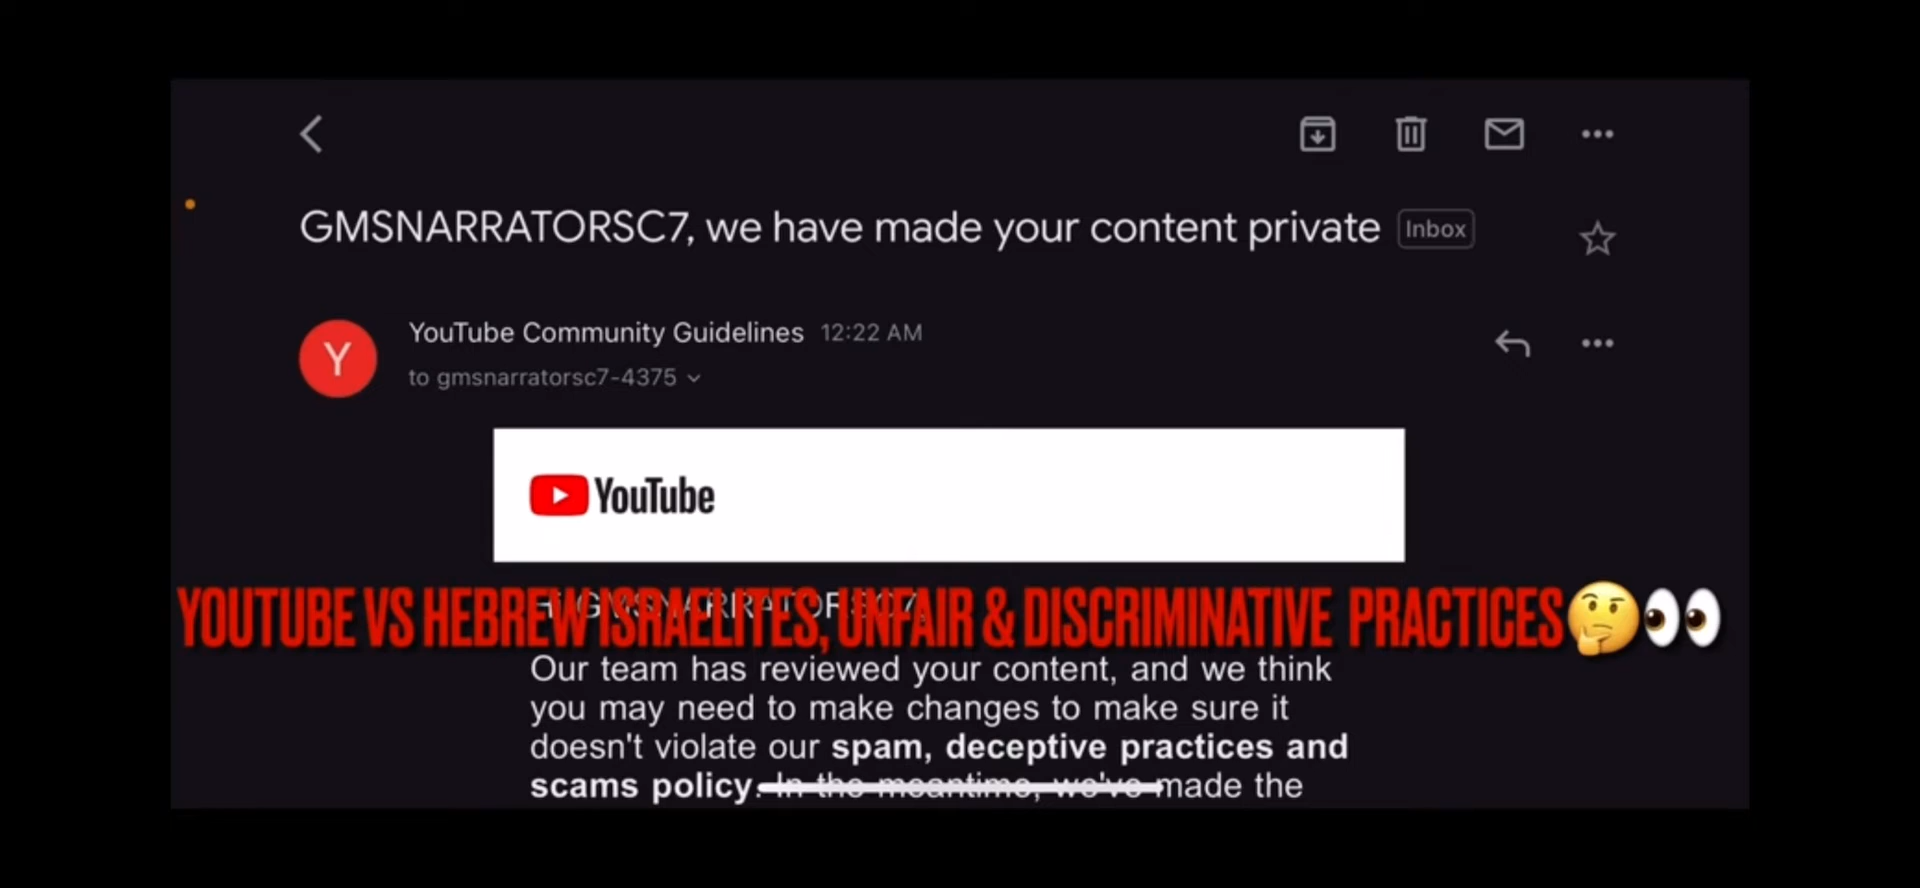 GMSNARRATORSC7, we have made your content private Inbox
Y
YouTube Community Guidelines 12:22 AM
to gmsnarratorsc7-4375
YouTube
Hi GMSNARRATORSC7,
YOUTUBE VS HEBREW ISRAELITES, UNFAIR & DISCRIMINATIVE PRACTICES🤔👀
Our team has reviewed your content, and we think
you may need to make changes to make sure it
doesn't violate our spam, deceptive practices and
scams policy. In the meantime, we've made the